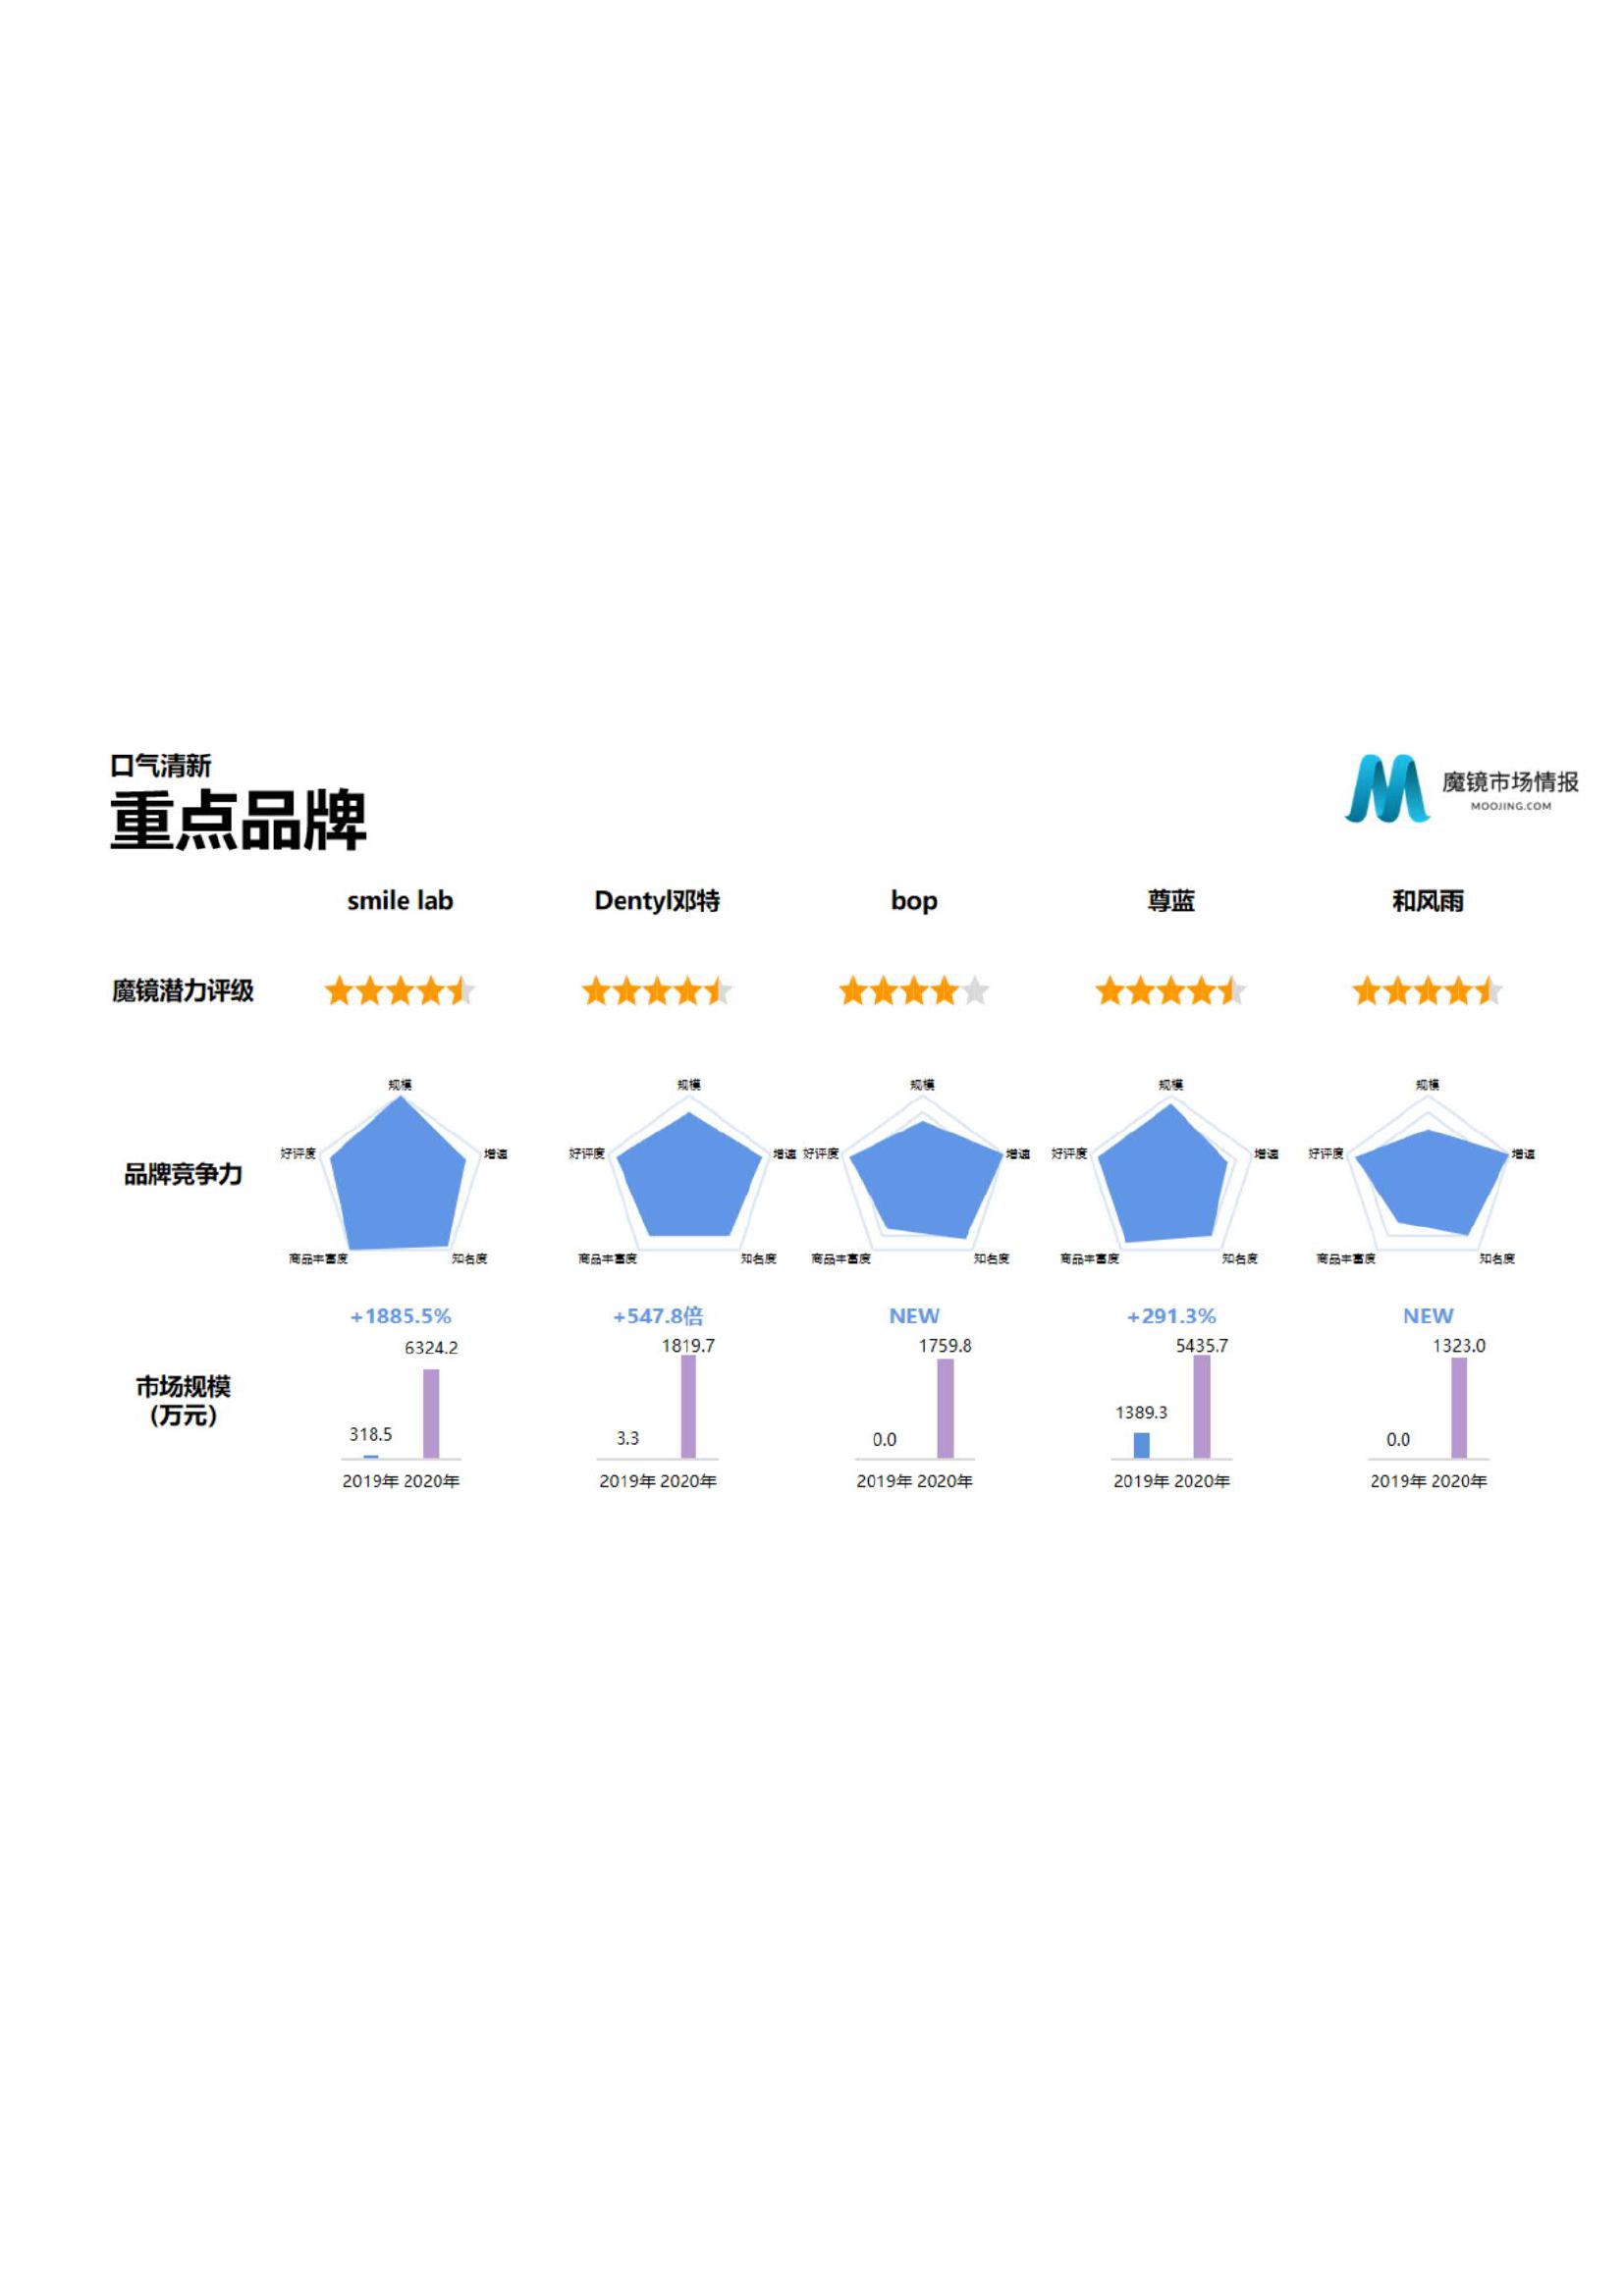 口气清新
重点品牌
魔镜市场情报
MOOJING.COM
smile lab
Dentyl邓特
bop
尊蓝
和风雨
魔镜潜力评级
品牌竞争力
规模
增速
知名度
商品丰富度
好评度
规模
增速
知名度
商品丰富度
好评度
规模
增速
知名度
商品丰富度
好评度
规模
增速
知名度
商品丰富度
好评度
规模
增速
知名度
商品丰富度
好评度
市场规模
(万元)
+1885.5%
6324.2
318.5
2019年 2020年
+547.8倍
1819.7
3.3
2019年 2020年
NEW
1759.8
0.0
2019年 2020年
+291.3%
5435.7
1389.3
2019年 2020年
NEW
1323.0
0.0
2019年 2020年